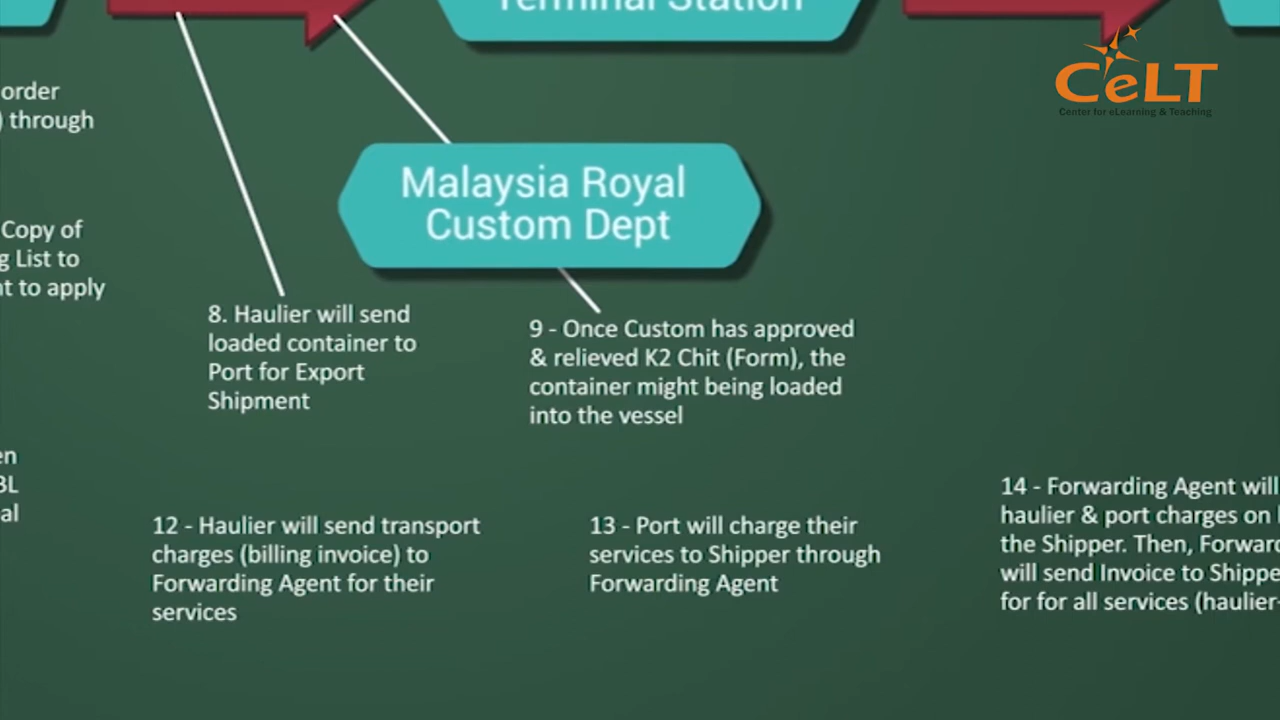 Terminal Station
CeLT
Center for eLearning & Teaching
order
) through
Malaysia Royal
Custom Dept
Copy of
g List to
t to apply
8. Haulier will send
loaded container to
Port for Export
Shipment
9 - Once Custom has approved
& relieved K2 Chit (Form), the
container might being loaded
into the vessel
en
BL
al
12 - Haulier will send transport
charges (billing invoice) to
Forwarding Agent for their
services
13 - Port will charge their
services to Shipper through
Forwarding Agent
14 - Forwarding Agent will
haulier & port charges on
the Shipper. Then, Forward
will send Invoice to Shippe
for for all services (haulier-